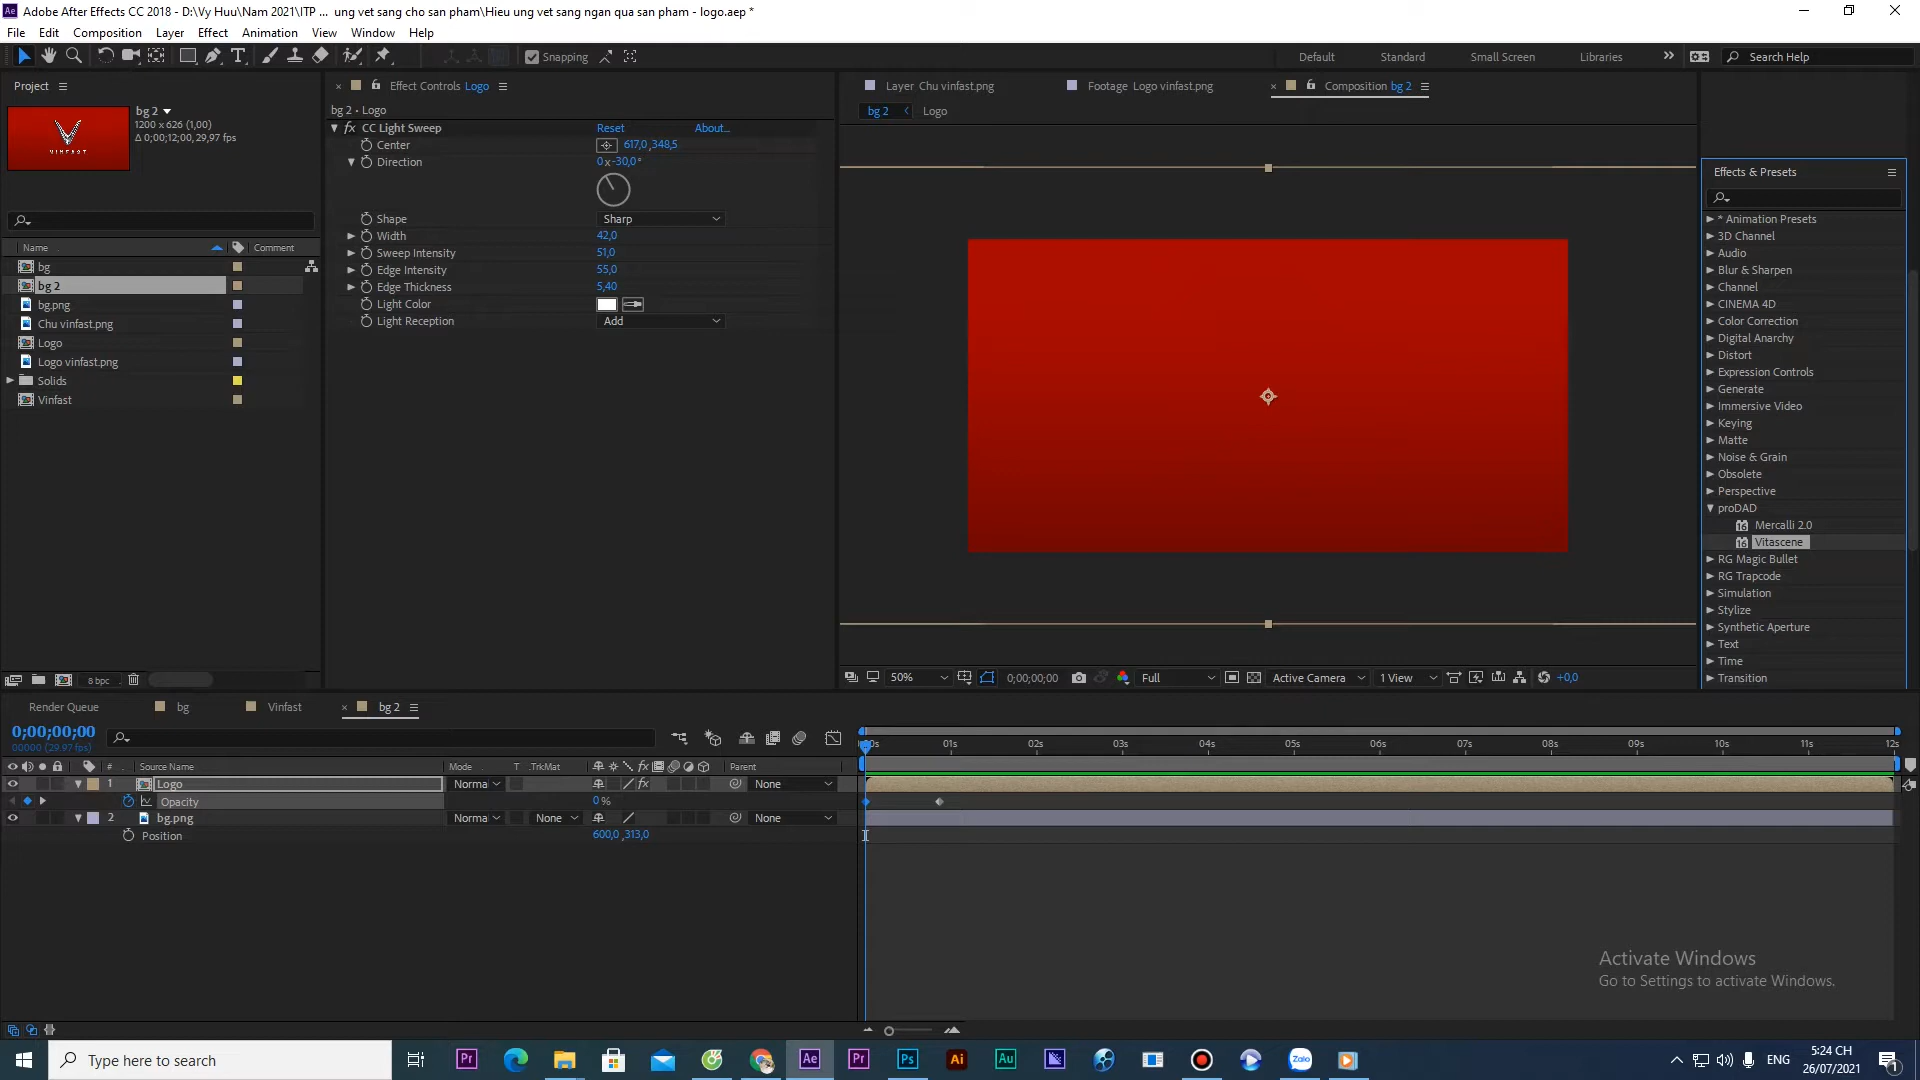 Adobe After Effects CC 2018 - D:\Vy Huu\Nam 2021\ITP ... ung vet sang cho san pham\Hieu ung vet sang ngan qua san pham - logo.aep *
File Edit Composition Layer Effect Animation View Window Help
Snapping
Default Standard Small Screen Libraries
Search Help
Project
bg 2
1200 x 626 (1,00)
Δ 0;00;12;00, 29,97 fps
VINFAST
Name Comment
bg
bg 2
bg.png
Chu vinfast.png
Logo
Logo vinfast.png
Solids
Vinfast
8 bpc
Effect Controls Logo
bg 2 • Logo
fx CC Light Sweep Reset About...
Center 617,0 ,348,5
Direction 0x-30,0°
Shape Sharp
Width 42,0
Sweep Intensity 51,0
Edge Intensity 55,0
Edge Thickness 5,40
Light Color
Light Reception Add
Layer Chu vinfast.png Footage Logo vinfast.png Composition bg 2
bg 2 Logo
50% 0;00;00;00 Full Active Camera 1 View +0,0
Effects & Presets
* Animation Presets
3D Channel
Audio
Blur & Sharpen
Channel
CINEMA 4D
Color Correction
Digital Anarchy
Distort
Expression Controls
Generate
Immersive Video
Keying
Matte
Noise & Grain
Obsolete
Perspective
proDAD
Mercalli 2.0
Vitascene
RG Magic Bullet
RG Trapcode
Simulation
Stylize
Synthetic Aperture
Text
Time
Transition
Render Queue bg Vinfast bg 2
0;00;00;00
00000 (29.97 fps)
01s 02s 03s 04s 05s 06s 07s 08s 09s 10s 11s 12s
# Source Name Mode T .TrkMat Parent
1 Logo Normal None
Opacity 0 %
2 bg.png Normal None None
Position 600,0 ,313,0
Activate Windows
Go to Settings to activate Windows.
Type here to search
ENG
5:24 CH
26/07/2021